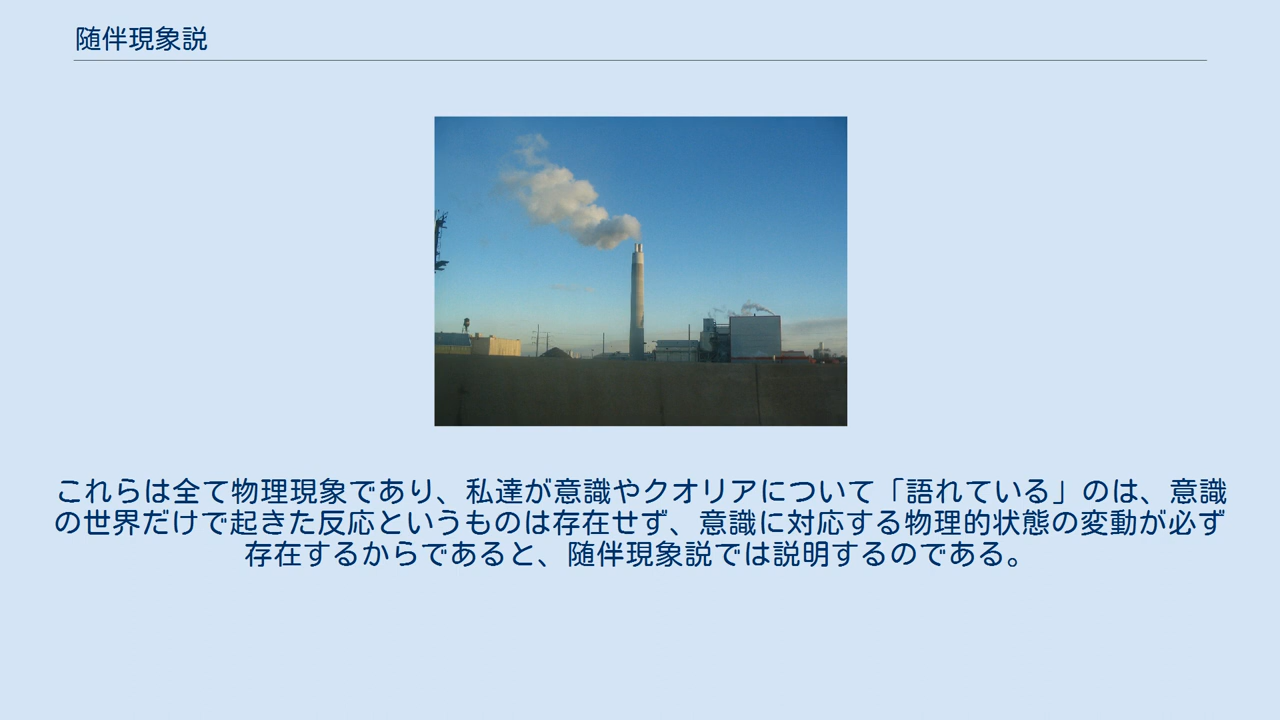 随伴現象説
これらは全て物理現象であり、私達が意識やクオリアについて「語れている」のは、意識
の世界だけで起きた反応というものは存在せず、意識に対応する物理的状態の変動が必ず
存在するからであると、随伴現象説では説明するのである。